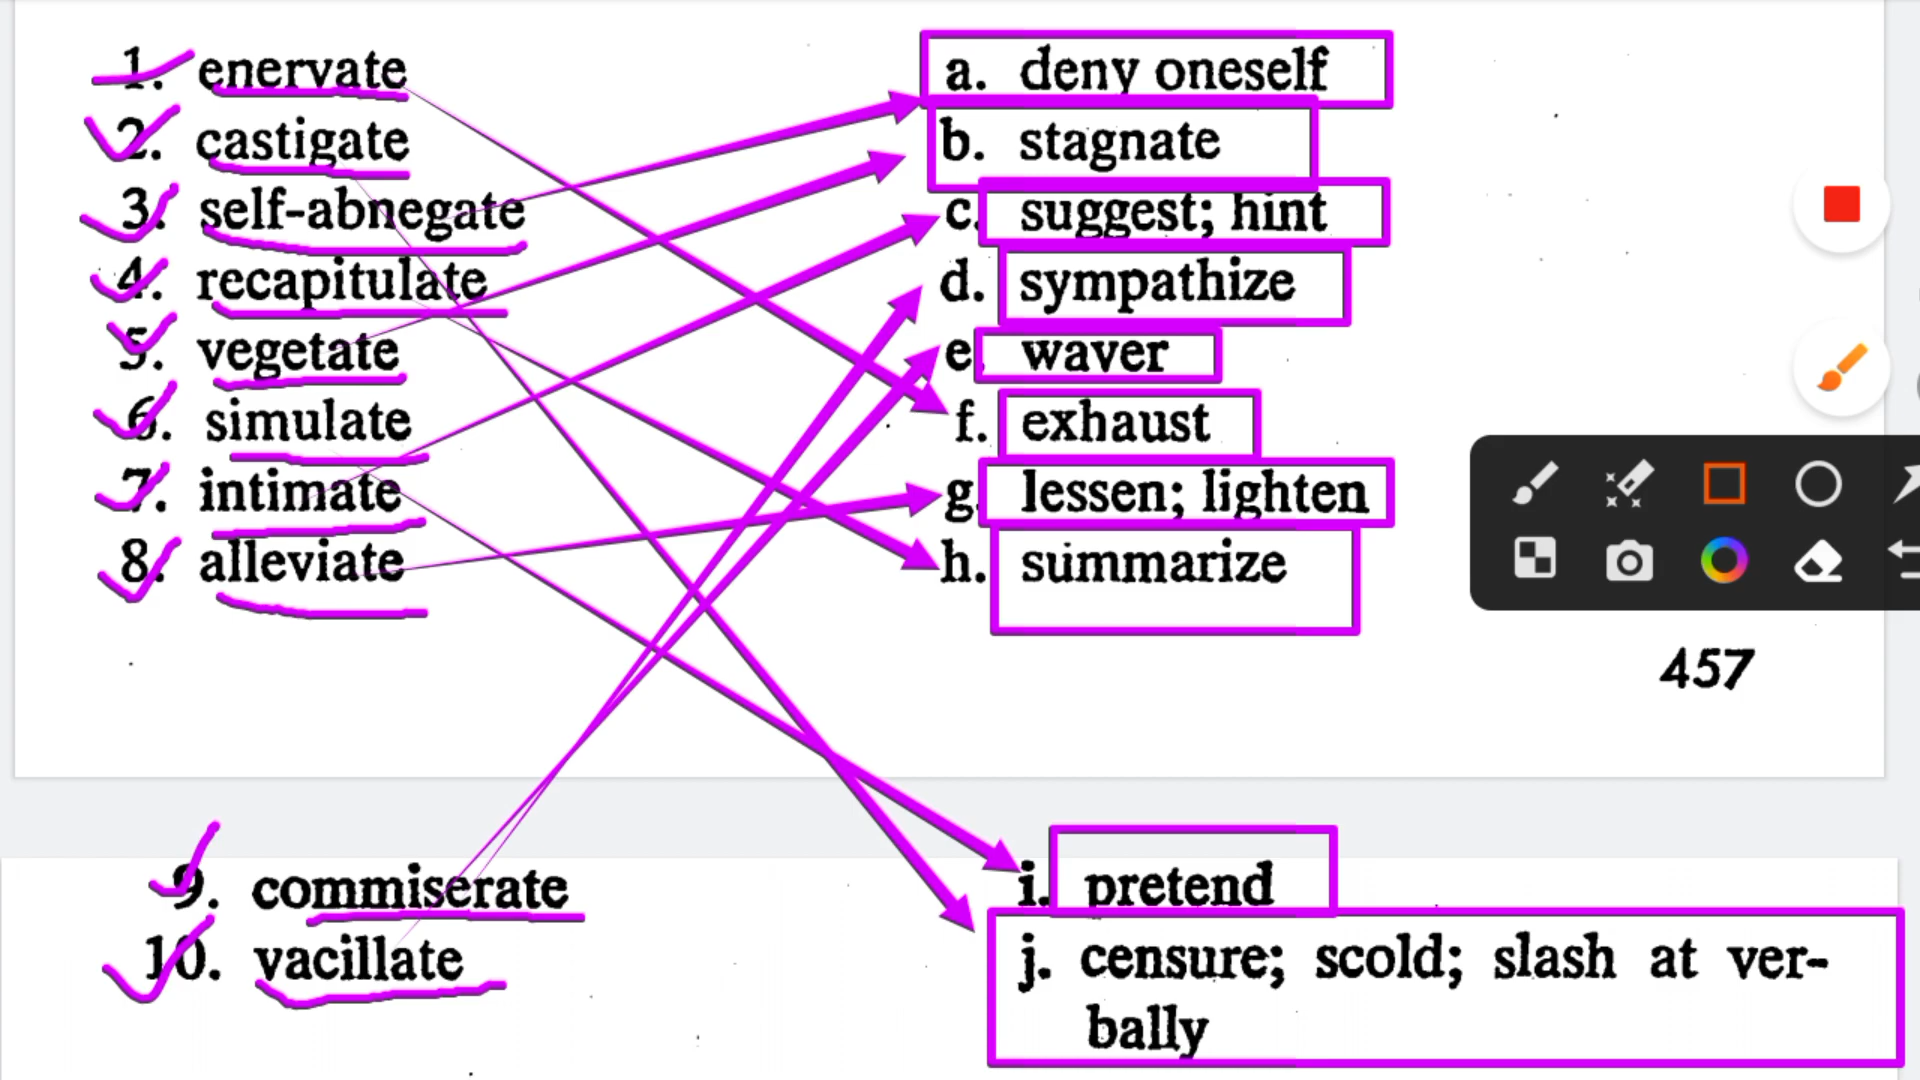 1. enervate a. deny oneself
2. castigate b. stagnate
3. self-abnegate c. suggest; hint
4. recapitulate d. sympathize
5. vegetate e. waver
6. simulate f. exhaust
7. intimate g. lessen; lighten
8. alleviate h. summarize
457
9. commiserate i. pretend
10. vacillate j. censure; scold; slash at ver-
bally